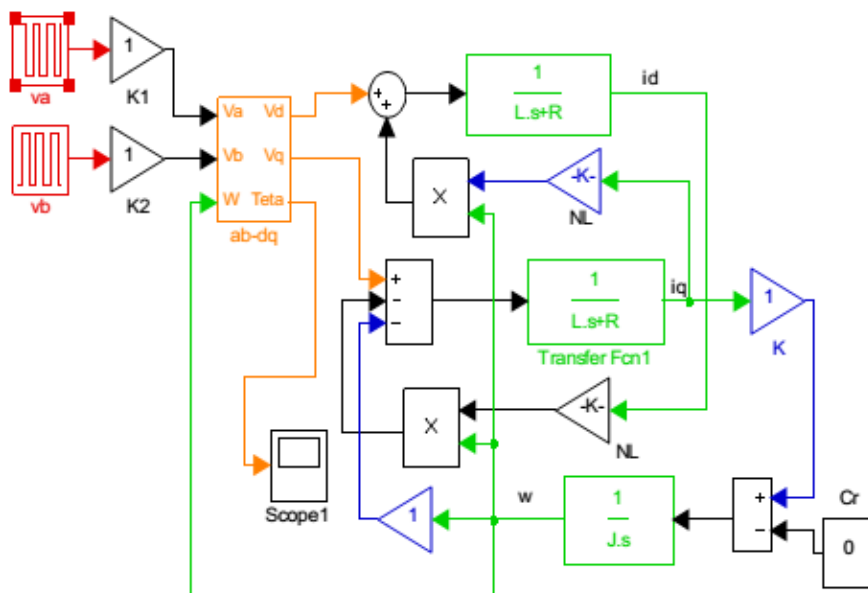 va
1
K1
vb
1
K2
Va
Vd
Vb
Vq
W
Teta
ab-dq
+
+
1
L.s+R
id
X
-K-
NL
+
-
-
1
L.s+R
Transfer Fcn1
iq
1
K
X
-K-
NL
Scope1
1
w
1
J.s
+
-
Cr
0